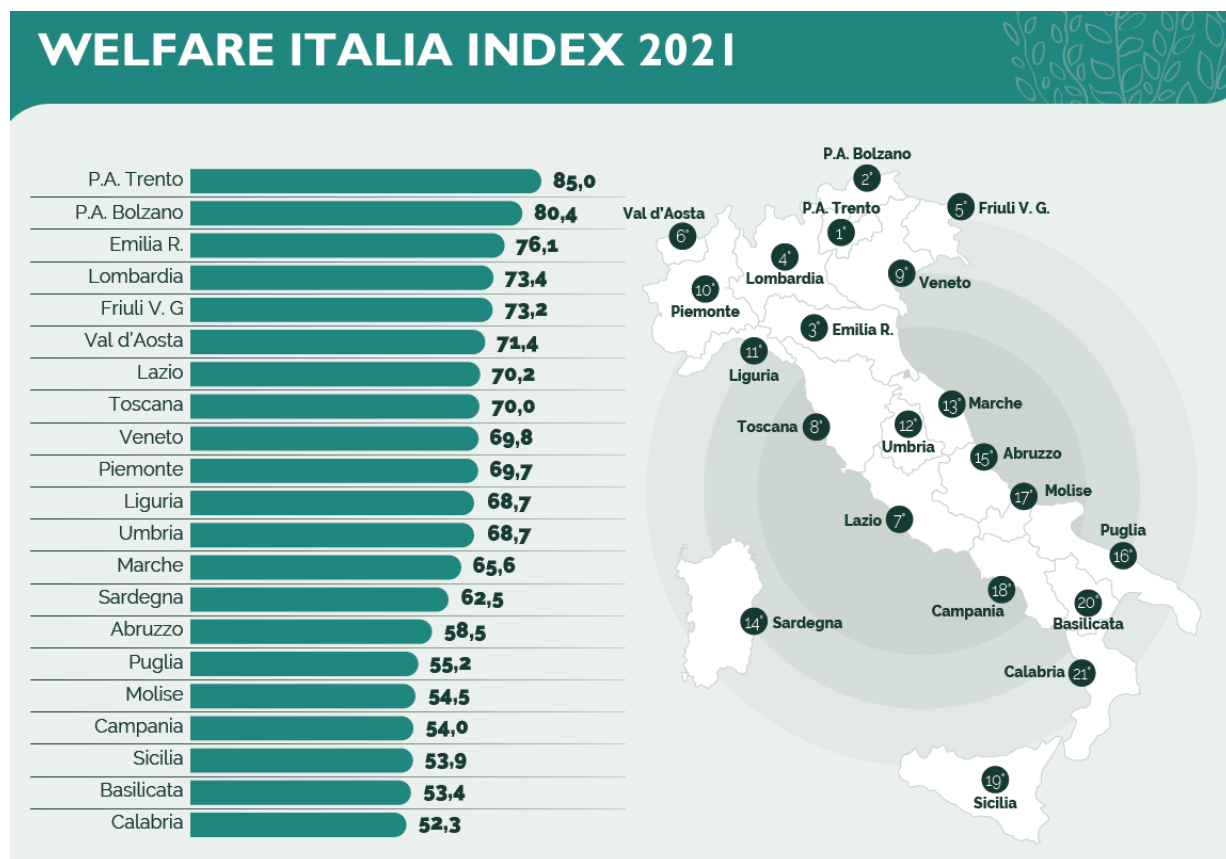 WELFARE ITALIA INDEX 2021
P.A. Trento 85,0
P.A. Bolzano 80,4
Emilia R. 76,1
Lombardia 73,4
Friuli V. G 73,2
Val d'Aosta 71,4
Lazio 70,2
Toscana 70,0
Veneto 69,8
Piemonte 69,7
Liguria 68,7
Umbria 68,7
Marche 65,6
Sardegna 62,5
Abruzzo 58,5
Puglia 55,2
Molise 54,5
Campania 54,0
Sicilia 53,9
Basilicata 53,4
Calabria 52,3
P.A. Bolzano
2°
Val d'Aosta
6°
P.A. Trento
1°
5° Friuli V. G.
4°
Lombardia
9° Veneto
10°
Piemonte
3° Emilia R.
11°
Liguria
13° Marche
Toscana 8°
12°
Umbria
15° Abruzzo
17° Molise
Lazio 7°
Puglia
16°
18°
Campania
20°
Basilicata
14° Sardegna
Calabria 21°
19°
Sicilia